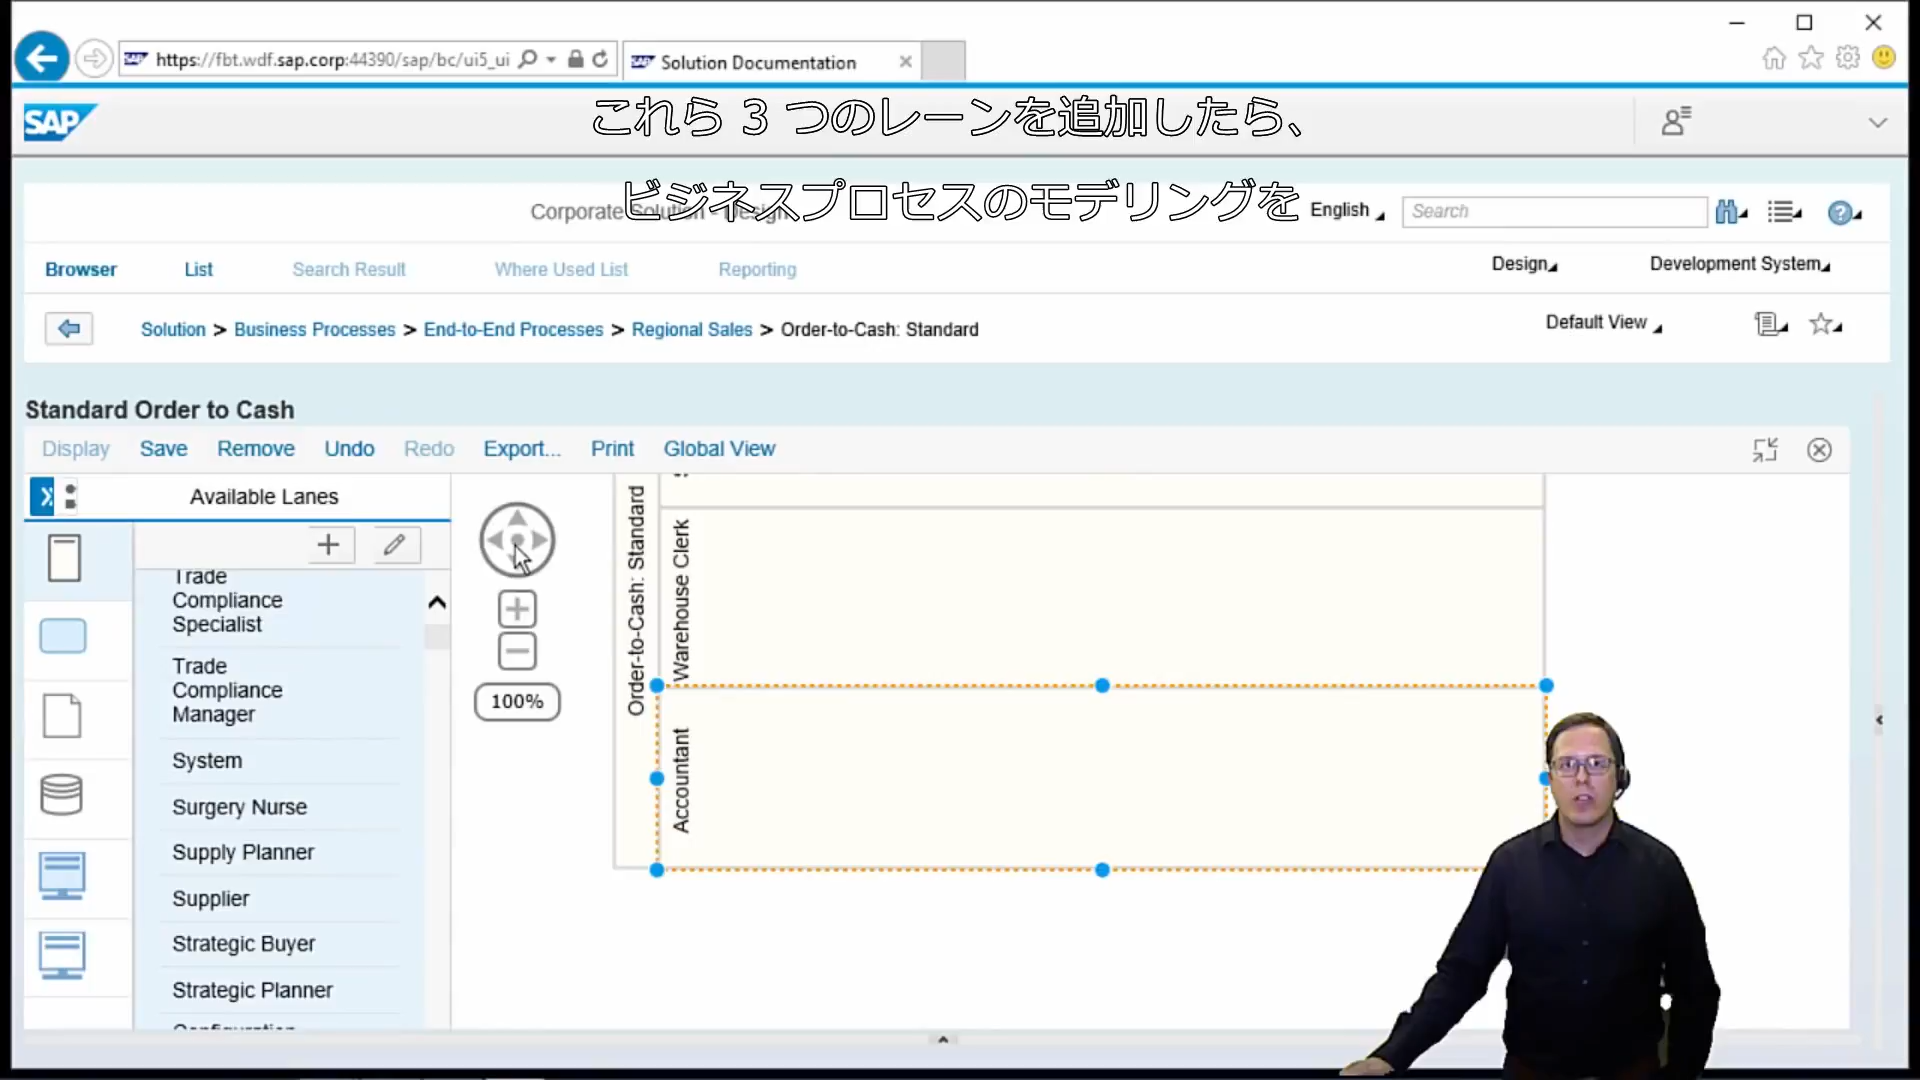 https://fbt.wdf.sap.corp:44390/sap/bc/ui5_ui
SAP Solution Documentation
SAP
これら 3 つのレーンを追加したら、
ビジネスプロセスのモデリングを
Corporate Solution - Design
English
Search
Browser List Search Result Where Used List Reporting
Design
Development System
Solution > Business Processes > End-to-End Processes > Regional Sales > Order-to-Cash: Standard
Default View
Standard Order to Cash
Display Save Remove Undo Redo Export... Print Global View
Available Lanes
Trade
Compliance
Specialist
Trade
Compliance
Manager
System
Surgery Nurse
Supply Planner
Supplier
Strategic Buyer
Strategic Planner
Configuration
100%
Order-to-Cash: Standard
Warehouse Clerk
Accountant